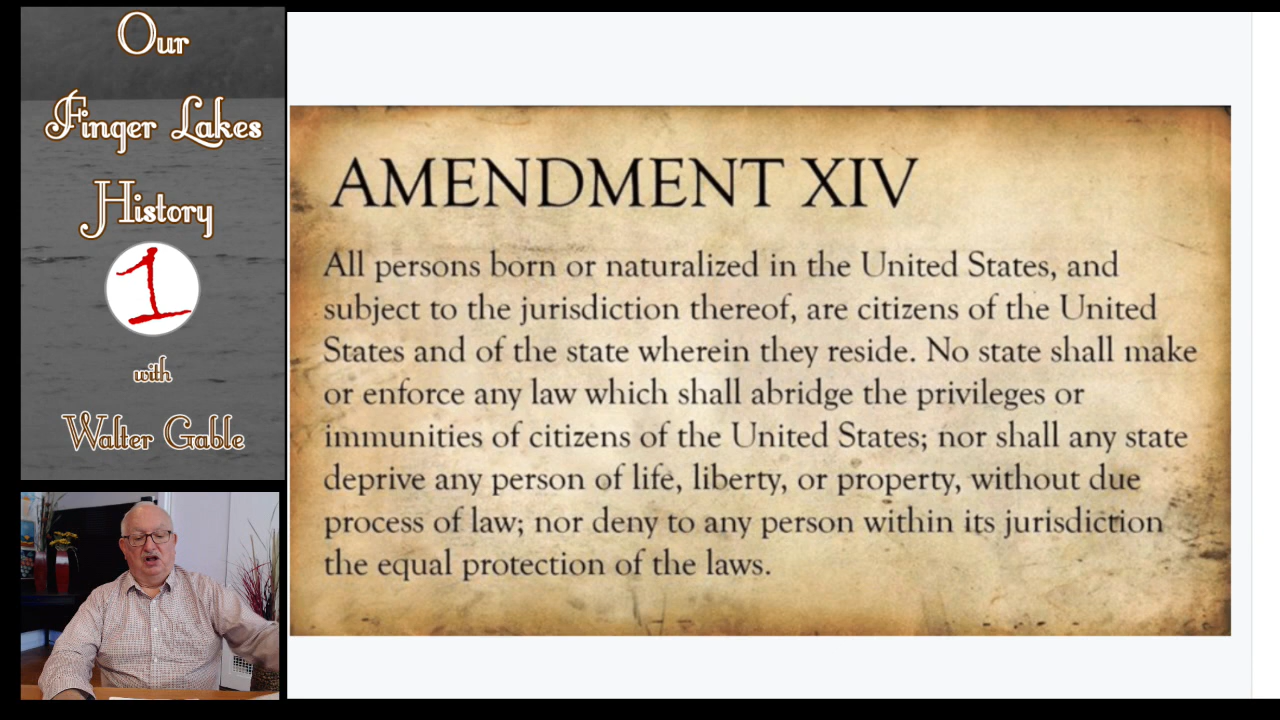 Our
Finger Lakes
History
1
with
Walter Gable
AMENDMENT XIV
All persons born or naturalized in the United States, and
subject to the jurisdiction thereof, are citizens of the United
States and of the state wherein they reside. No state shall make
or enforce any law which shall abridge the privileges or
immunities of citizens of the United States; nor shall any state
deprive any person of life, liberty, or property, without due
process of law; nor deny to any person within its jurisdiction
the equal protection of the laws.